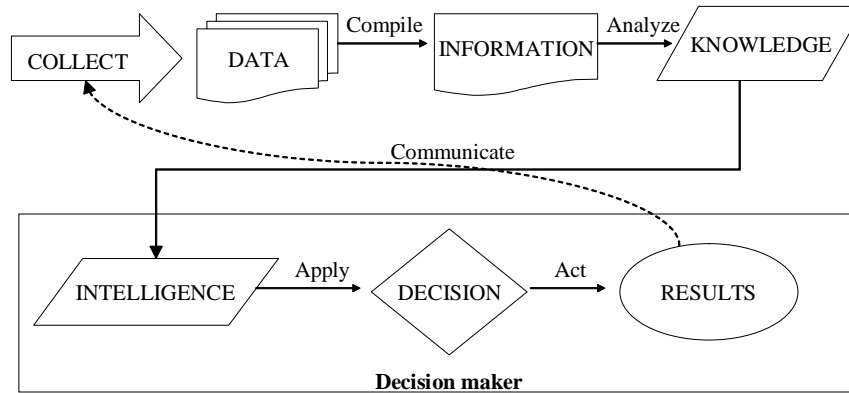 COLLECT
DATA
Compile
INFORMATION
Analyze
KNOWLEDGE
Communicate
INTELLIGENCE
Apply
DECISION
Act
RESULTS
Decision maker